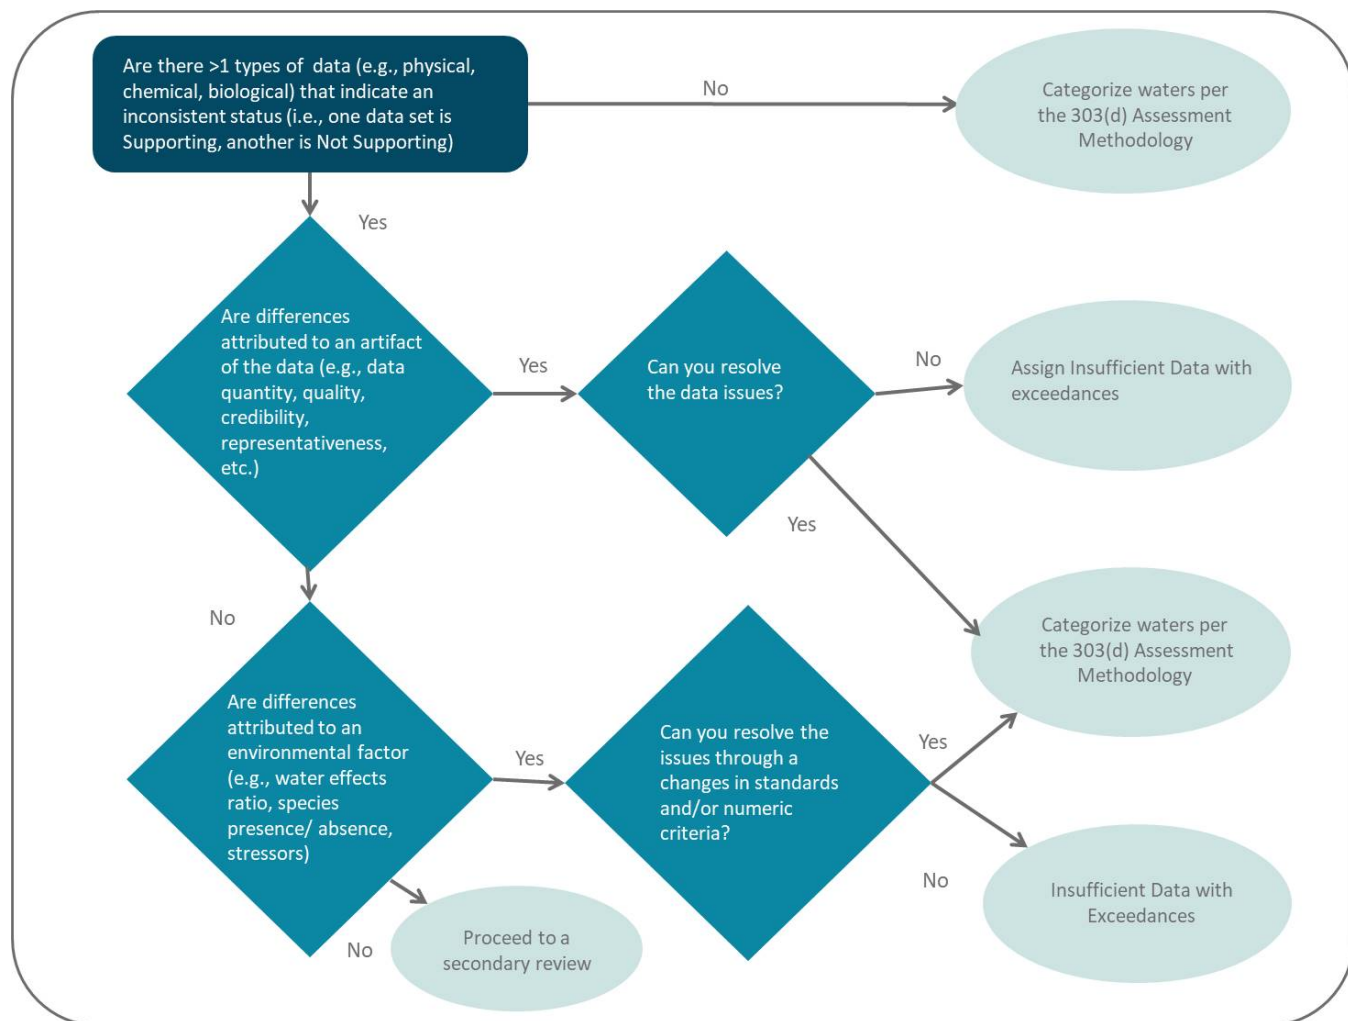 Are there >1 types of  data (e.g., physical,
chemical, biological) that indicate an
inconsistent status (i.e., one data set is
Supporting, another is Not Supporting)
No
Categorize waters per
the 303(d) Assessment
Methodology
Yes
Are differences
attributed to an artifact
of the data (e.g., data
quantity, quality,
credibility,
representativeness,
etc.)
Yes
Can you resolve
the data issues?
No
Assign Insufficient Data with
exceedances
Yes
Categorize waters per
the 303(d) Assessment
Methodology
No
Are differences
attributed to an
environmental factor
(e.g., water effects
ratio, species
presence/ absence,
stressors)
Yes
Can you resolve the
issues through a
changes in standards
and/or numeric
criteria?
Yes
No
Insufficient Data with
Exceedances
No
Proceed to a
secondary review